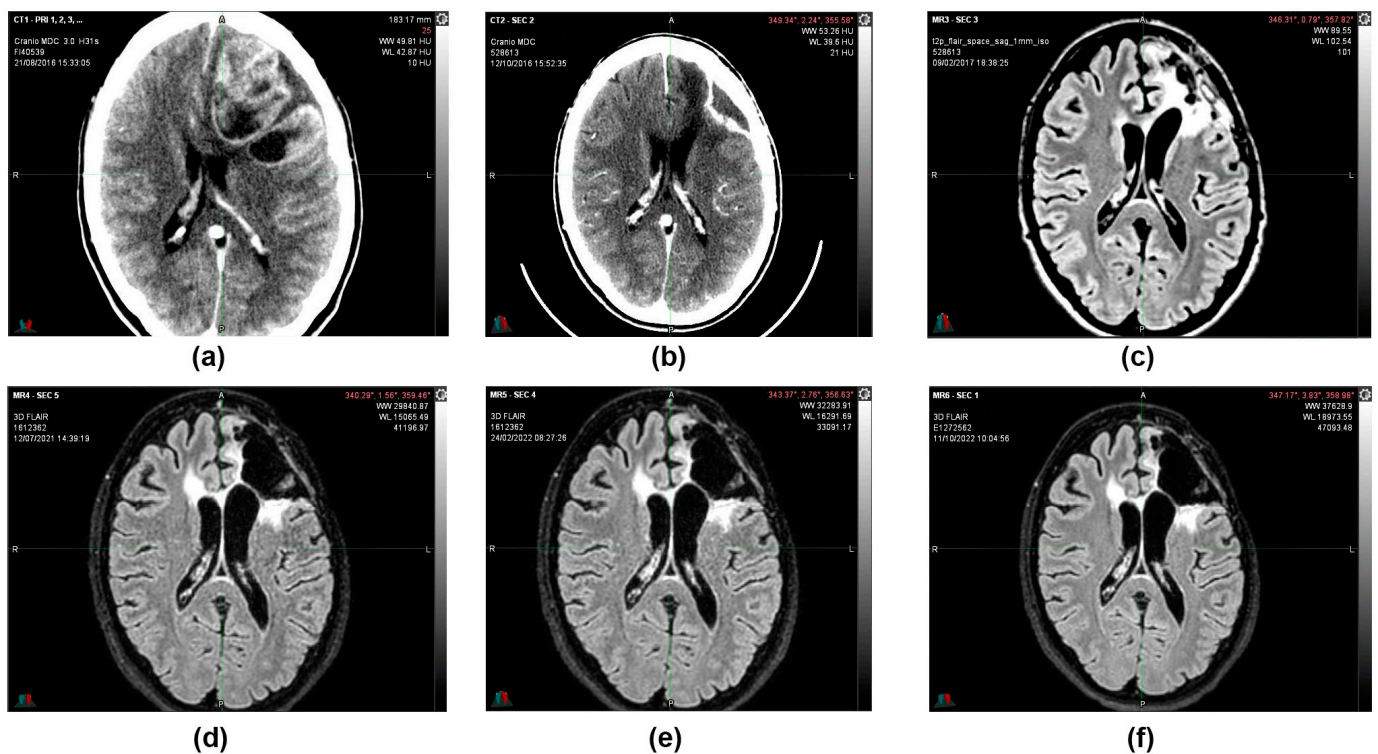 CT1 - PRI 1, 2, 3, ...
A
183.17 mm
25
Cranio MDC 3.0 H31s
FI40539
21/08/2016 15:33:05
WW 49.81 HU
WL 42.87 HU
10 HU
R
L
P
(a)
CT2 - SEC 2
A
349.34°, 2.24°, 355.58°
Cranio MDC
528613
12/10/2016 15:52:35
WW 53.26 HU
WL 39.6 HU
21 HU
R
L
P
(b)
MR3 - SEC 3
A
346.31°, 0.79°, 357.82°
t2p_flair_space_sag_1mm_iso
528613
09/02/2017 18:38:25
WW 89.55
WL 102.54
101
R
L
P
(c)
MR4 - SEC 5
A
340.29°, 1.56°, 359.46°
3D FLAIR
1612362
12/07/2021 14:39:19
WW 29840.87
WL 15065.49
41196.97
R
L
P
(d)
MR5 - SEC 4
A
343.37°, 2.76°, 356.63°
3D FLAIR
1612362
24/02/2022 08:27:26
WW 32283.91
WL 16291.69
33091.17
R
L
P
(e)
MR6 - SEC 1
A
347.17°, 3.83°, 358.98°
3D FLAIR
E1272562
11/10/2022 10:04:56
WW 37628.9
WL 18973.55
47093.48
R
L
P
(f)